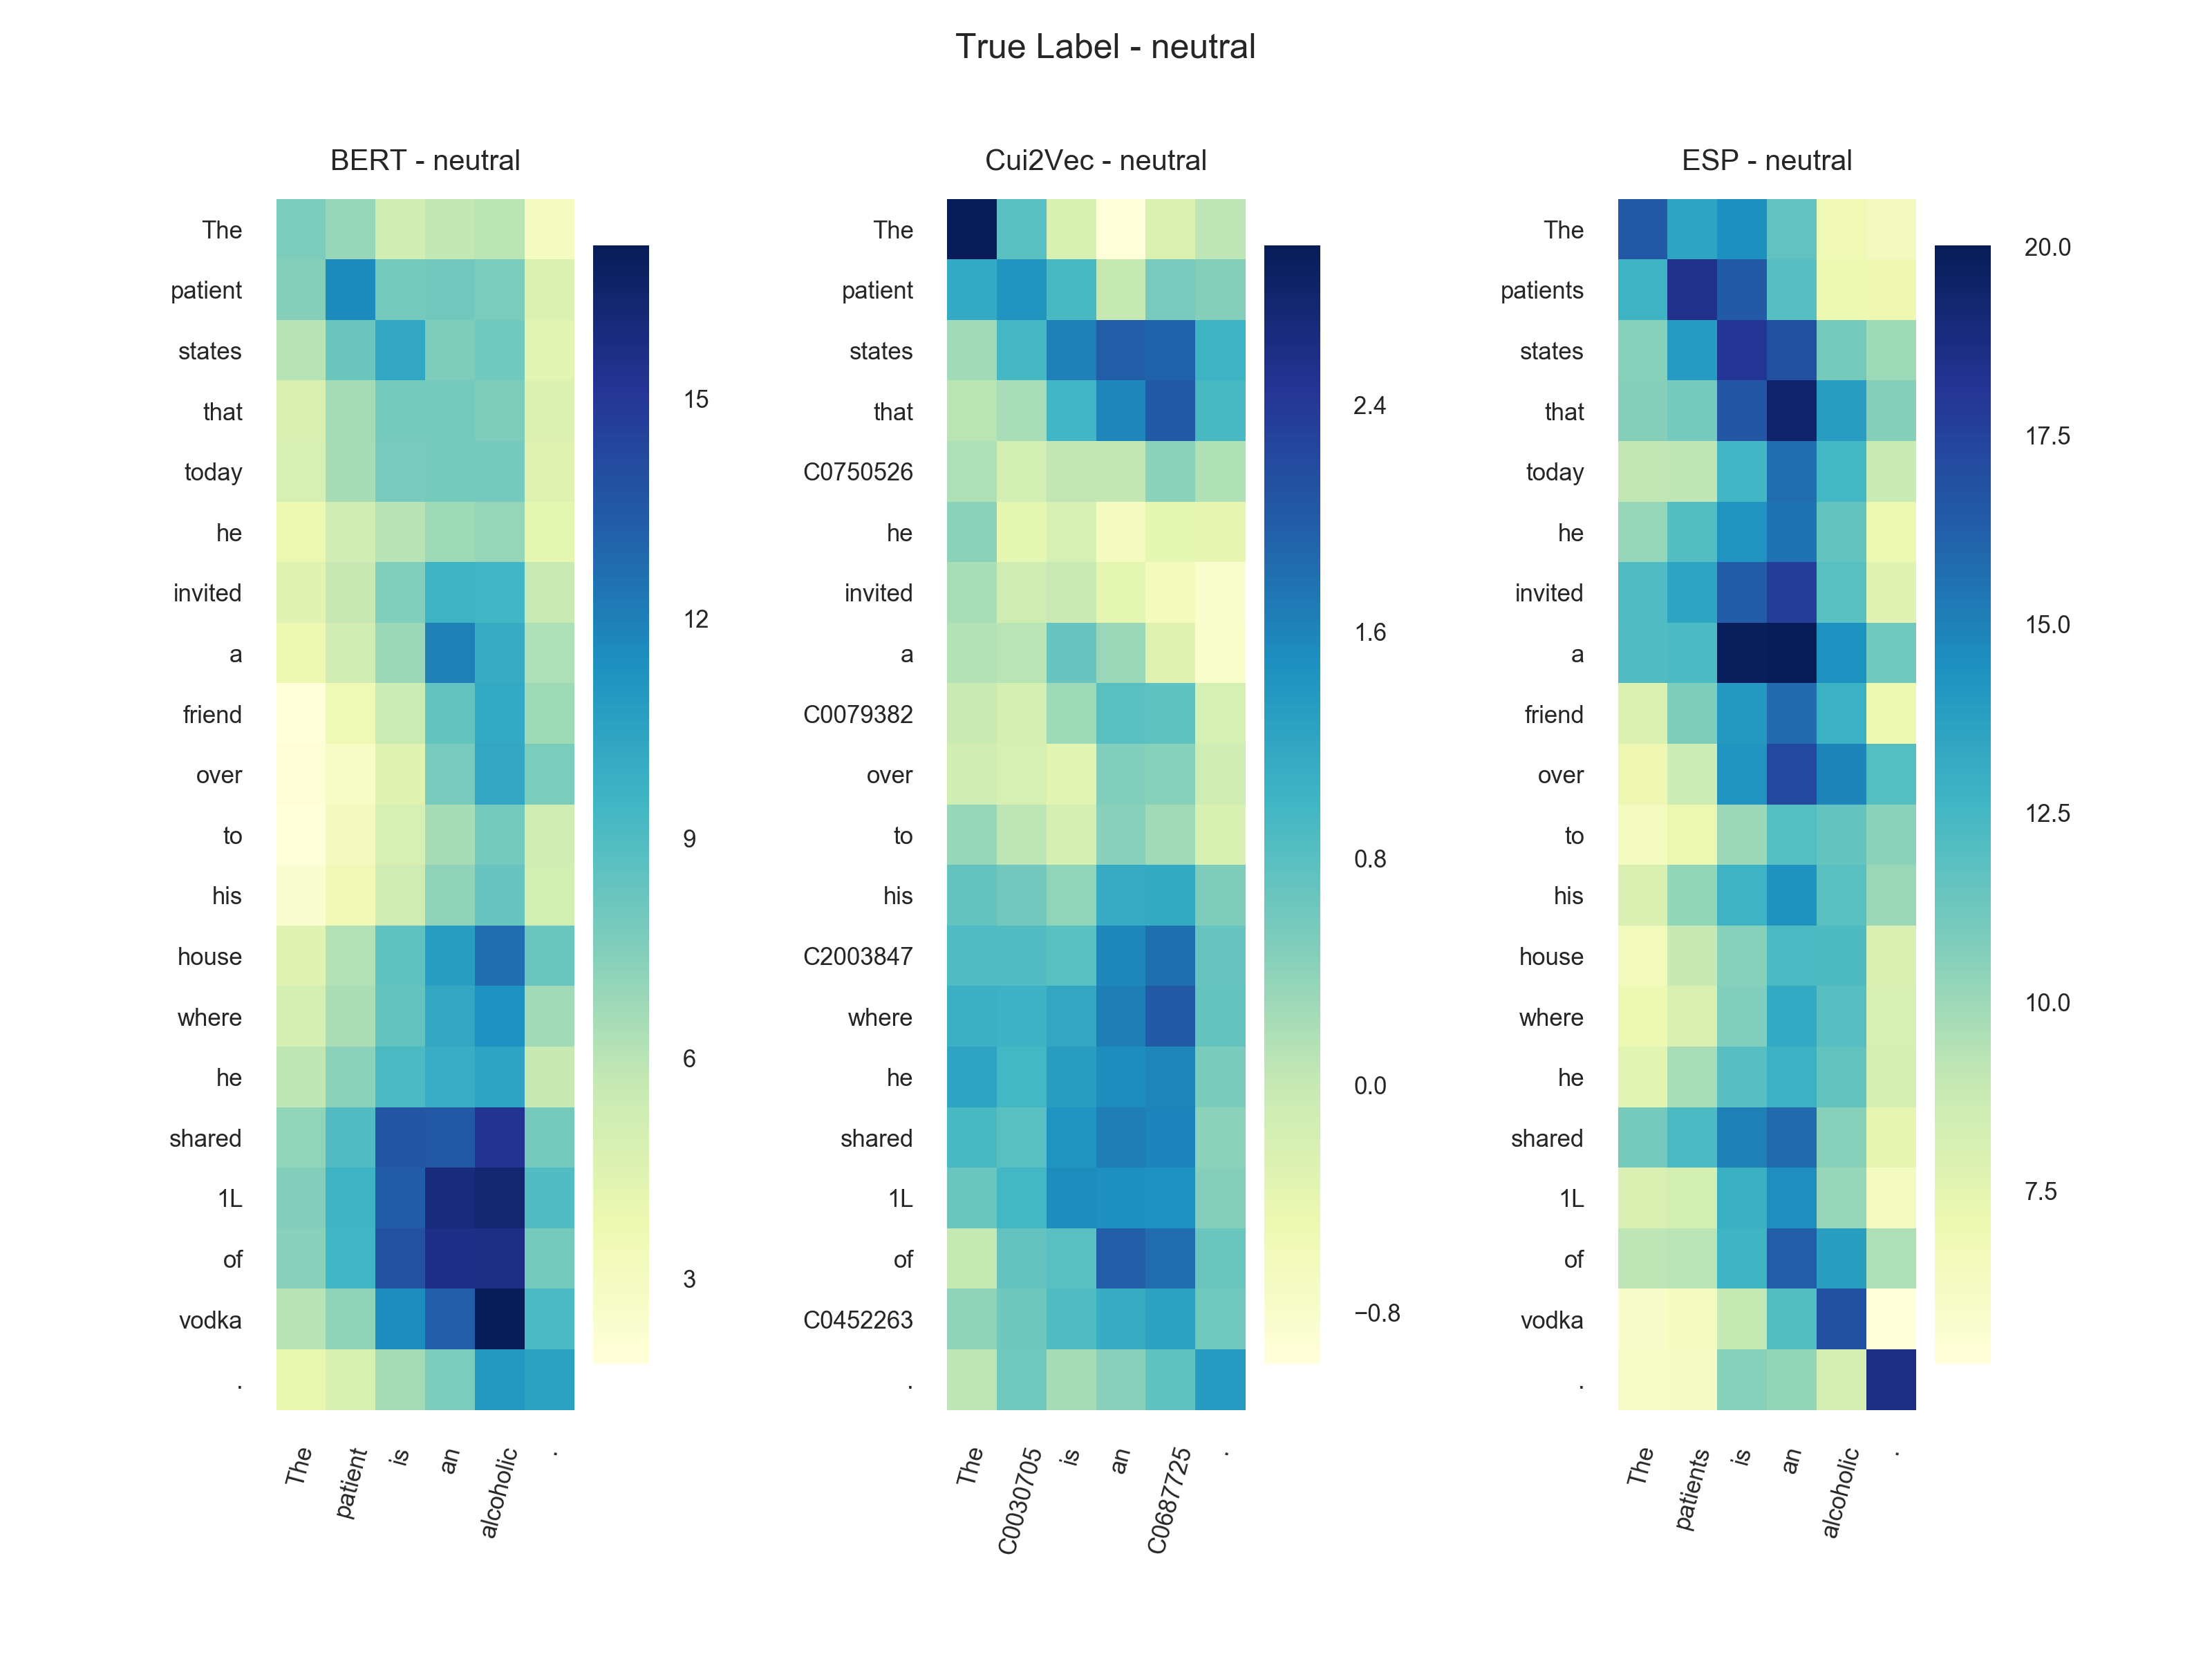 True Label - neutral
BERT - neutral
The
patient
states
that
today
he
invited
a
friend
over
to
his
house
where
he
shared
1L
of
vodka
.
The
patient
is
an
alcoholic
.
15
12
9
6
3
Cui2Vec - neutral
The
patient
states
that
C0750526
he
invited
a
C0079382
over
to
his
C2003847
where
he
shared
1L
of
C0452263
.
The
C0030705
is
an
C0687725
.
2.4
1.6
0.8
0.0
−0.8
ESP - neutral
The
patients
states
that
today
he
invited
a
friend
over
to
his
house
where
he
shared
1L
of
vodka
.
The
patients
is
an
alcoholic
.
20.0
17.5
15.0
12.5
10.0
7.5